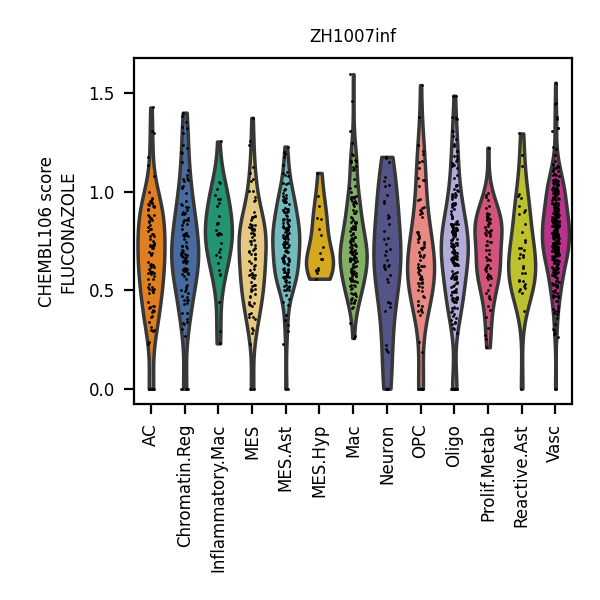 ZH1007inf
CHEMBL106 score
FLUCONAZOLE
1.5
1.0
0.5
0.0
AC
Chromatin.Reg
Inflammatory.Mac
MES
MES.Ast
MES.Hyp
Mac
Neuron
OPC
Oligo
Prolif.Metab
Reactive.Ast
Vasc